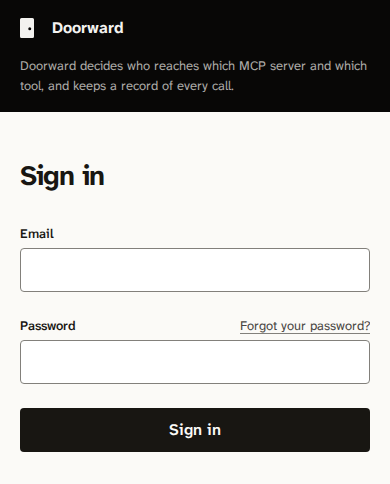 Doorward
Doorward decides who reaches which MCP server and which
tool, and keeps a record of every call.
Sign in
Email
Password
Forgot your password?
Sign in